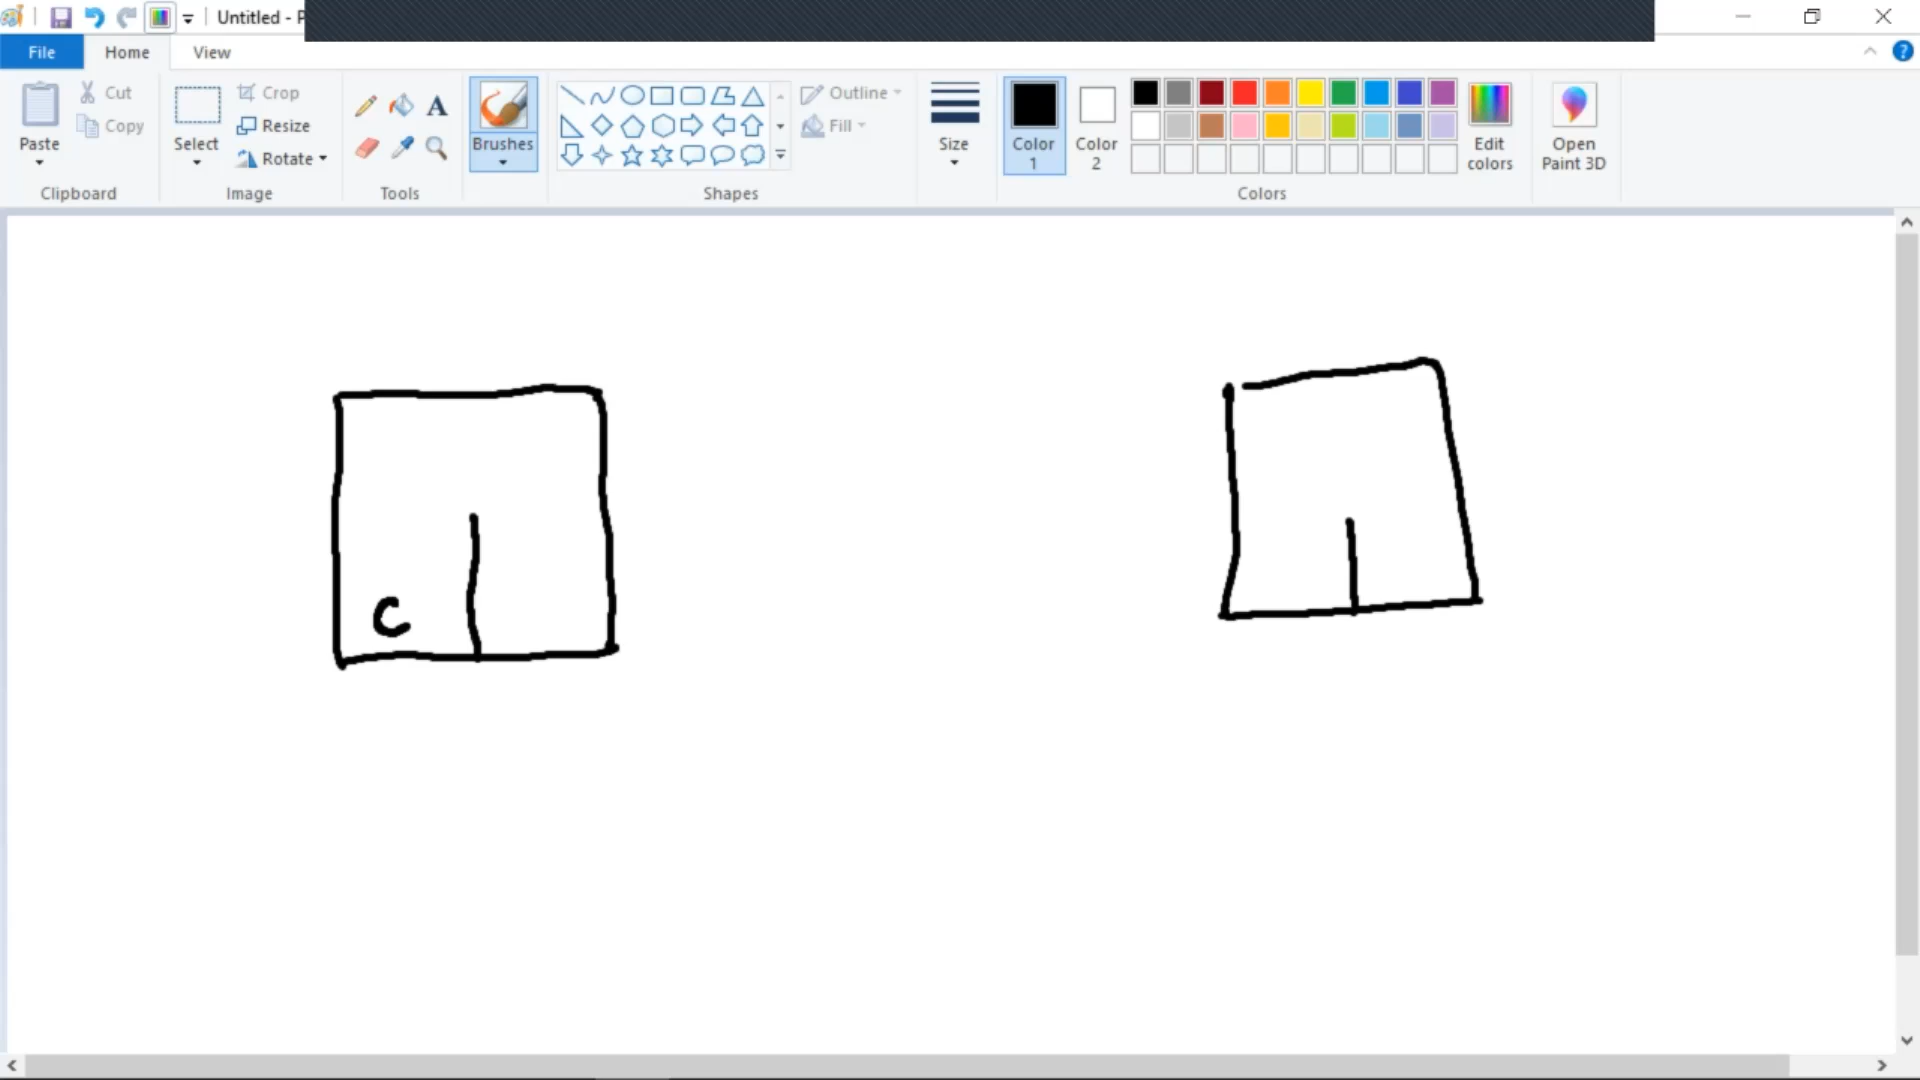 Untitled - P
File Home View
Paste
Cut
Copy
Clipboard
Select
Crop
Resize
Rotate
Image
A
Tools
Brushes
Outline
Fill
Shapes
Size
Color 1
Color 2
Edit colors
Colors
Open Paint 3D
C